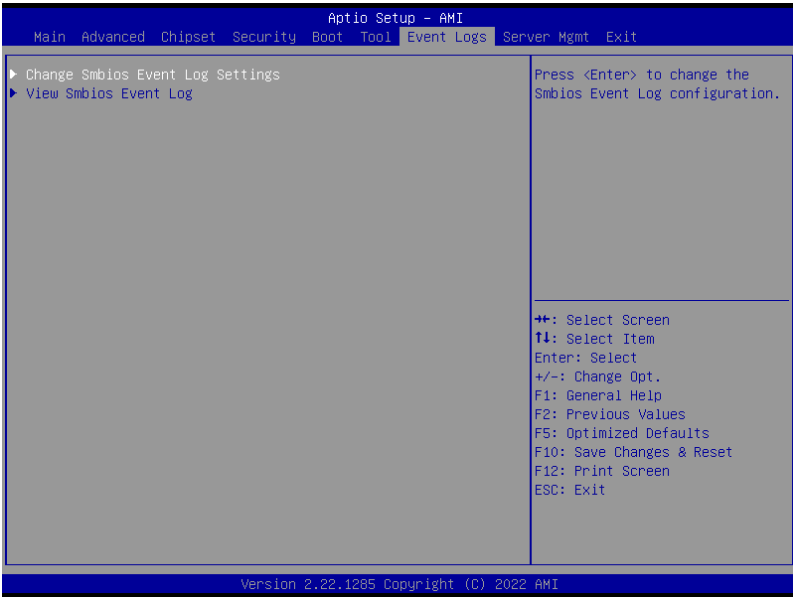 Aptio Setup – AMI
Main Advanced Chipset Security Boot Tool Event Logs Server Mgmt Exit
▶ Change Smbios Event Log Settings
▶ View Smbios Event Log
Press <Enter> to change the
Smbios Event Log configuration.
→←: Select Screen
↑↓: Select Item
Enter: Select
+/-: Change Opt.
F1: General Help
F2: Previous Values
F5: Optimized Defaults
F10: Save Changes & Reset
F12: Print Screen
ESC: Exit
Version 2.22.1285 Copyright (C) 2022 AMI